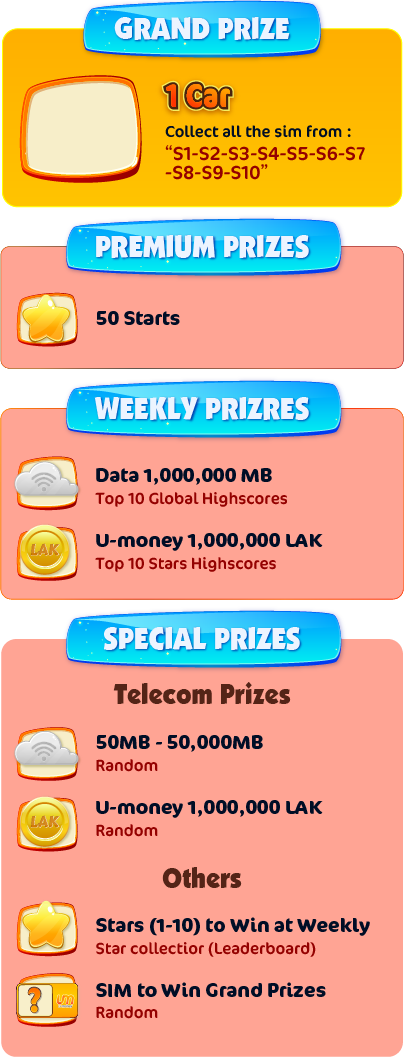 GRAND PRIZE
1 Car
Collect all the sim from :
“S1-S2-S3-S4-S5-S6-S7
-S8-S9-S10”
PREMIUM PRIZES
50 Starts
WEEKLY PRIZRES
Data 1,000,000 MB
Top 10 Global Highscores
LAK
U-money 1,000,000 LAK
Top 10 Stars Highscores
SPECIAL PRIZES
Telecom Prizes
50MB - 50,000MB
Random
LAK
U-money 1,000,000 LAK
Random
Others
Stars (1-10) to Win at Weekly
Star collectior (Leaderboard)
?
SIM to Win Grand Prizes
Random